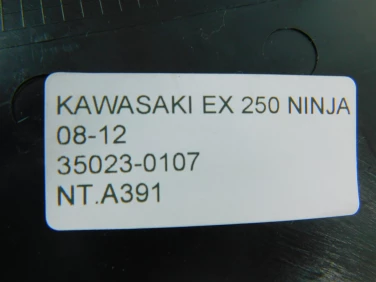 KAWASAKI EX 250 NINJA
08-12
35023-0107
NT.A391